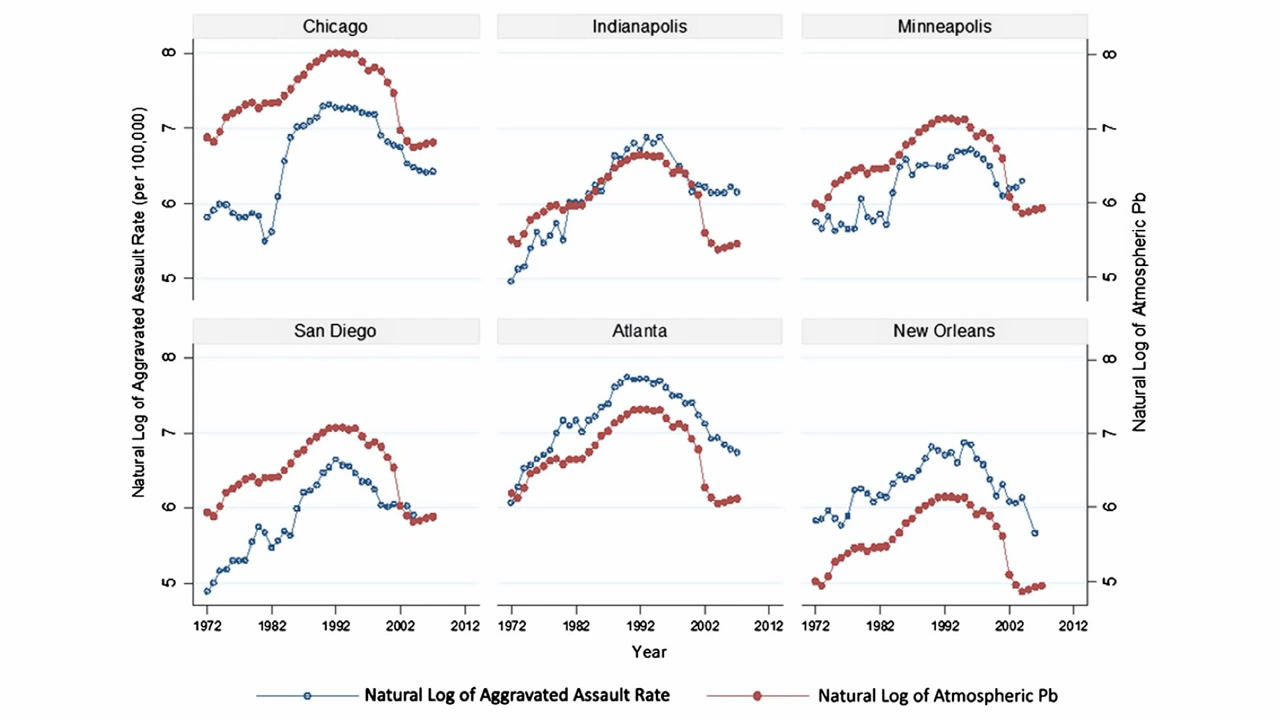 Chicago Indianapolis Minneapolis
8 8
7 7
6 6
5 5
Natural Log of Aggravated Assault Rate (per 100,000)
Natural Log of Atmospheric Pb
San Diego Atlanta New Orleans
8 8
7 7
6 6
5 5
1972 1982 1992 2002 2012 1972 1982 1992 2002 2012 1972 1982 1992 2002 2012
Year
Natural Log of Aggravated Assault Rate Natural Log of Atmospheric Pb